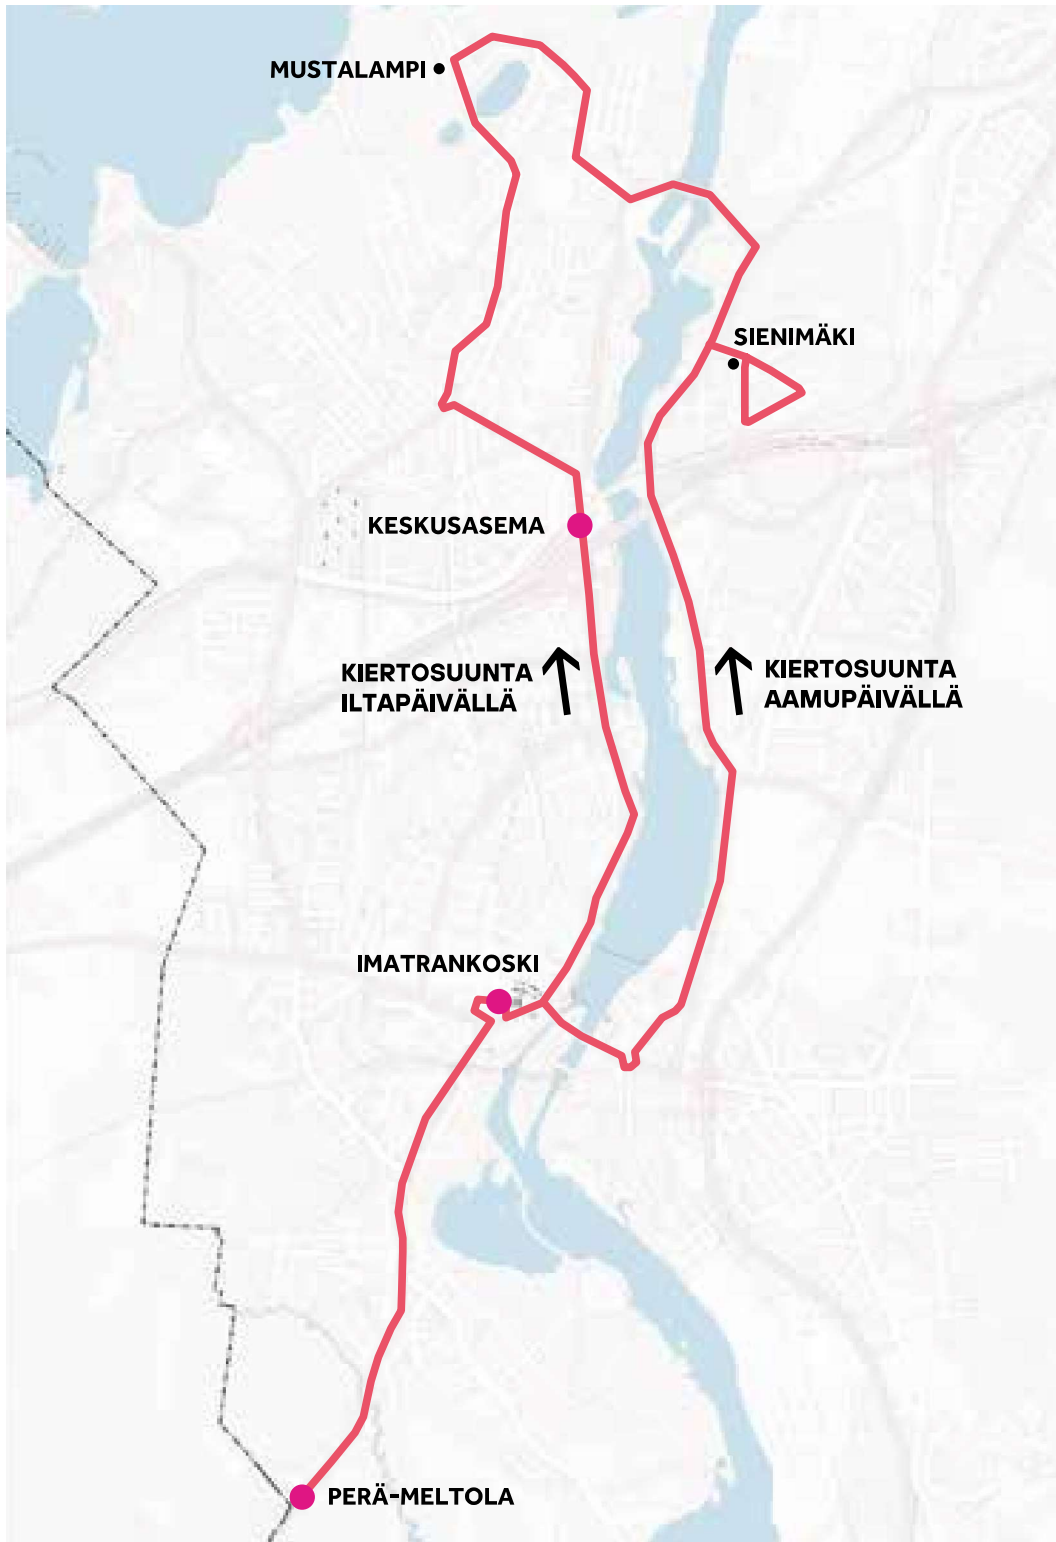 MUSTALAMPI
SIENIMÄKI
KESKUSASEMA
KIERTOSUUNTA
ILTAPÄIVÄLLÄ
KIERTOSUUNTA
AAMUPÄIVÄLLÄ
IMATRANKOSKI
PERÄ-MELTOLA